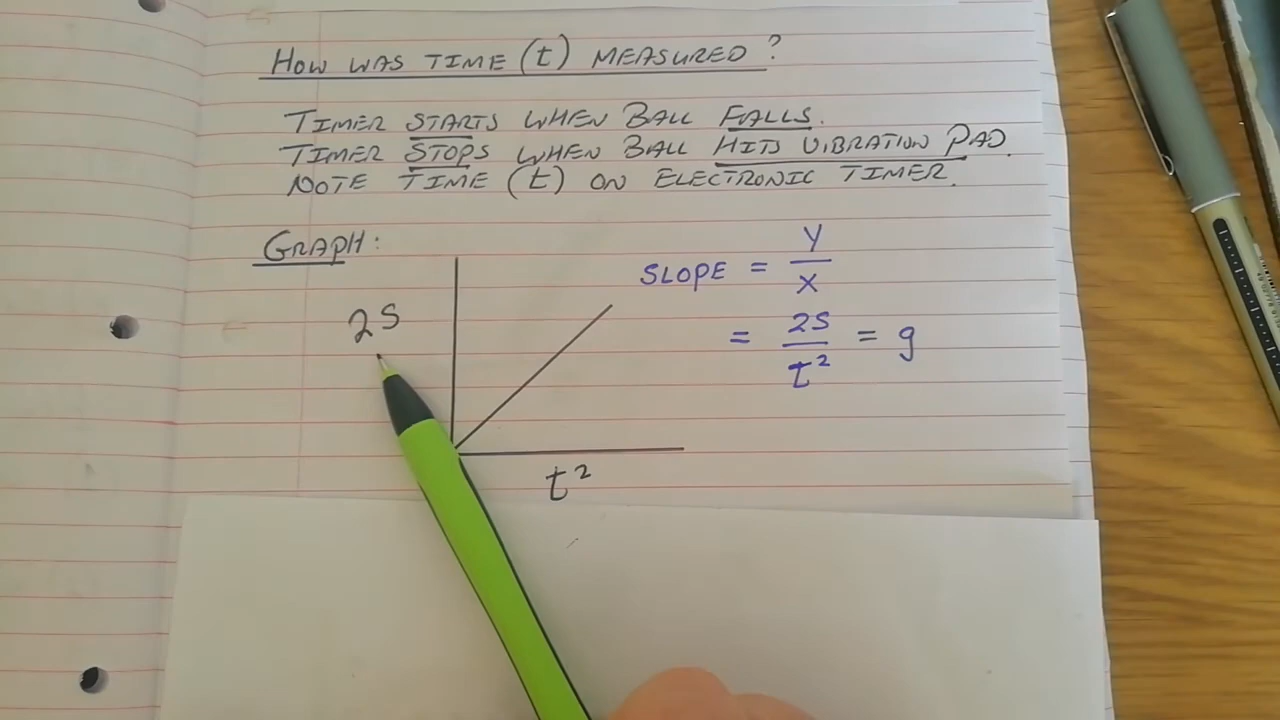 HOW WAS TIME (t) MEASURED?
TIMER STARTS WHEN BALL FALLS.
TIMER STOPS WHEN BALL HITS VIBRATION PAD.
NOTE TIME (t) ON ELECTRONIC TIMER.
GRAPH:
2S
t²
SLOPE = Y/X
= 2S/t² = g